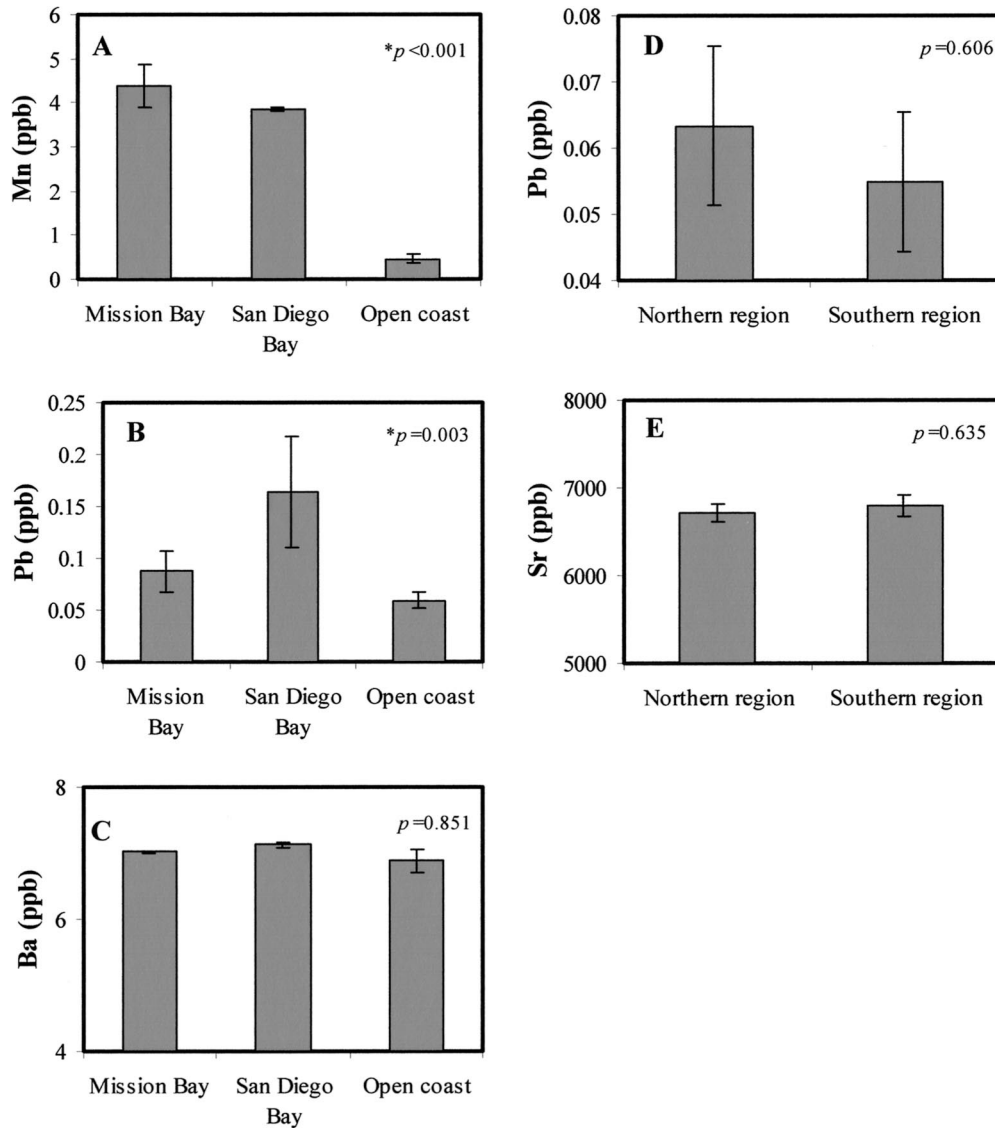 A
*p<0.001
Mn (ppb)
6
5
4
3
2
1
0
Mission Bay
San Diego
Bay
Open coast
B
*p=0.003
Pb (ppb)
0.25
0.2
0.15
0.1
0.05
0
Mission
Bay
San Diego
Bay
Open coast
C
p=0.851
Ba (ppb)
8
6
4
Mission Bay
San Diego
Bay
Open coast
D
p=0.606
Pb (ppb)
0.08
0.07
0.06
0.05
0.04
Northern region
Southern region
E
p=0.635
Sr (ppb)
8000
7000
6000
5000
Northern region
Southern region